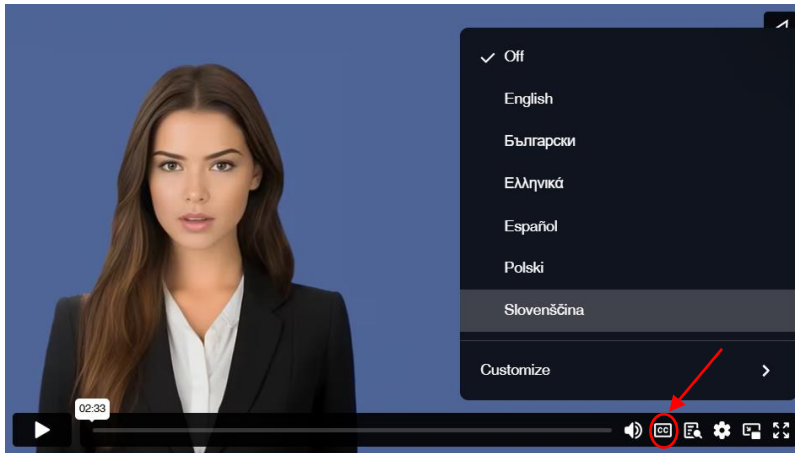 Off
English
Български
Ελληνικά
Español
Polski
Slovenščina
Customize
02:33
CC